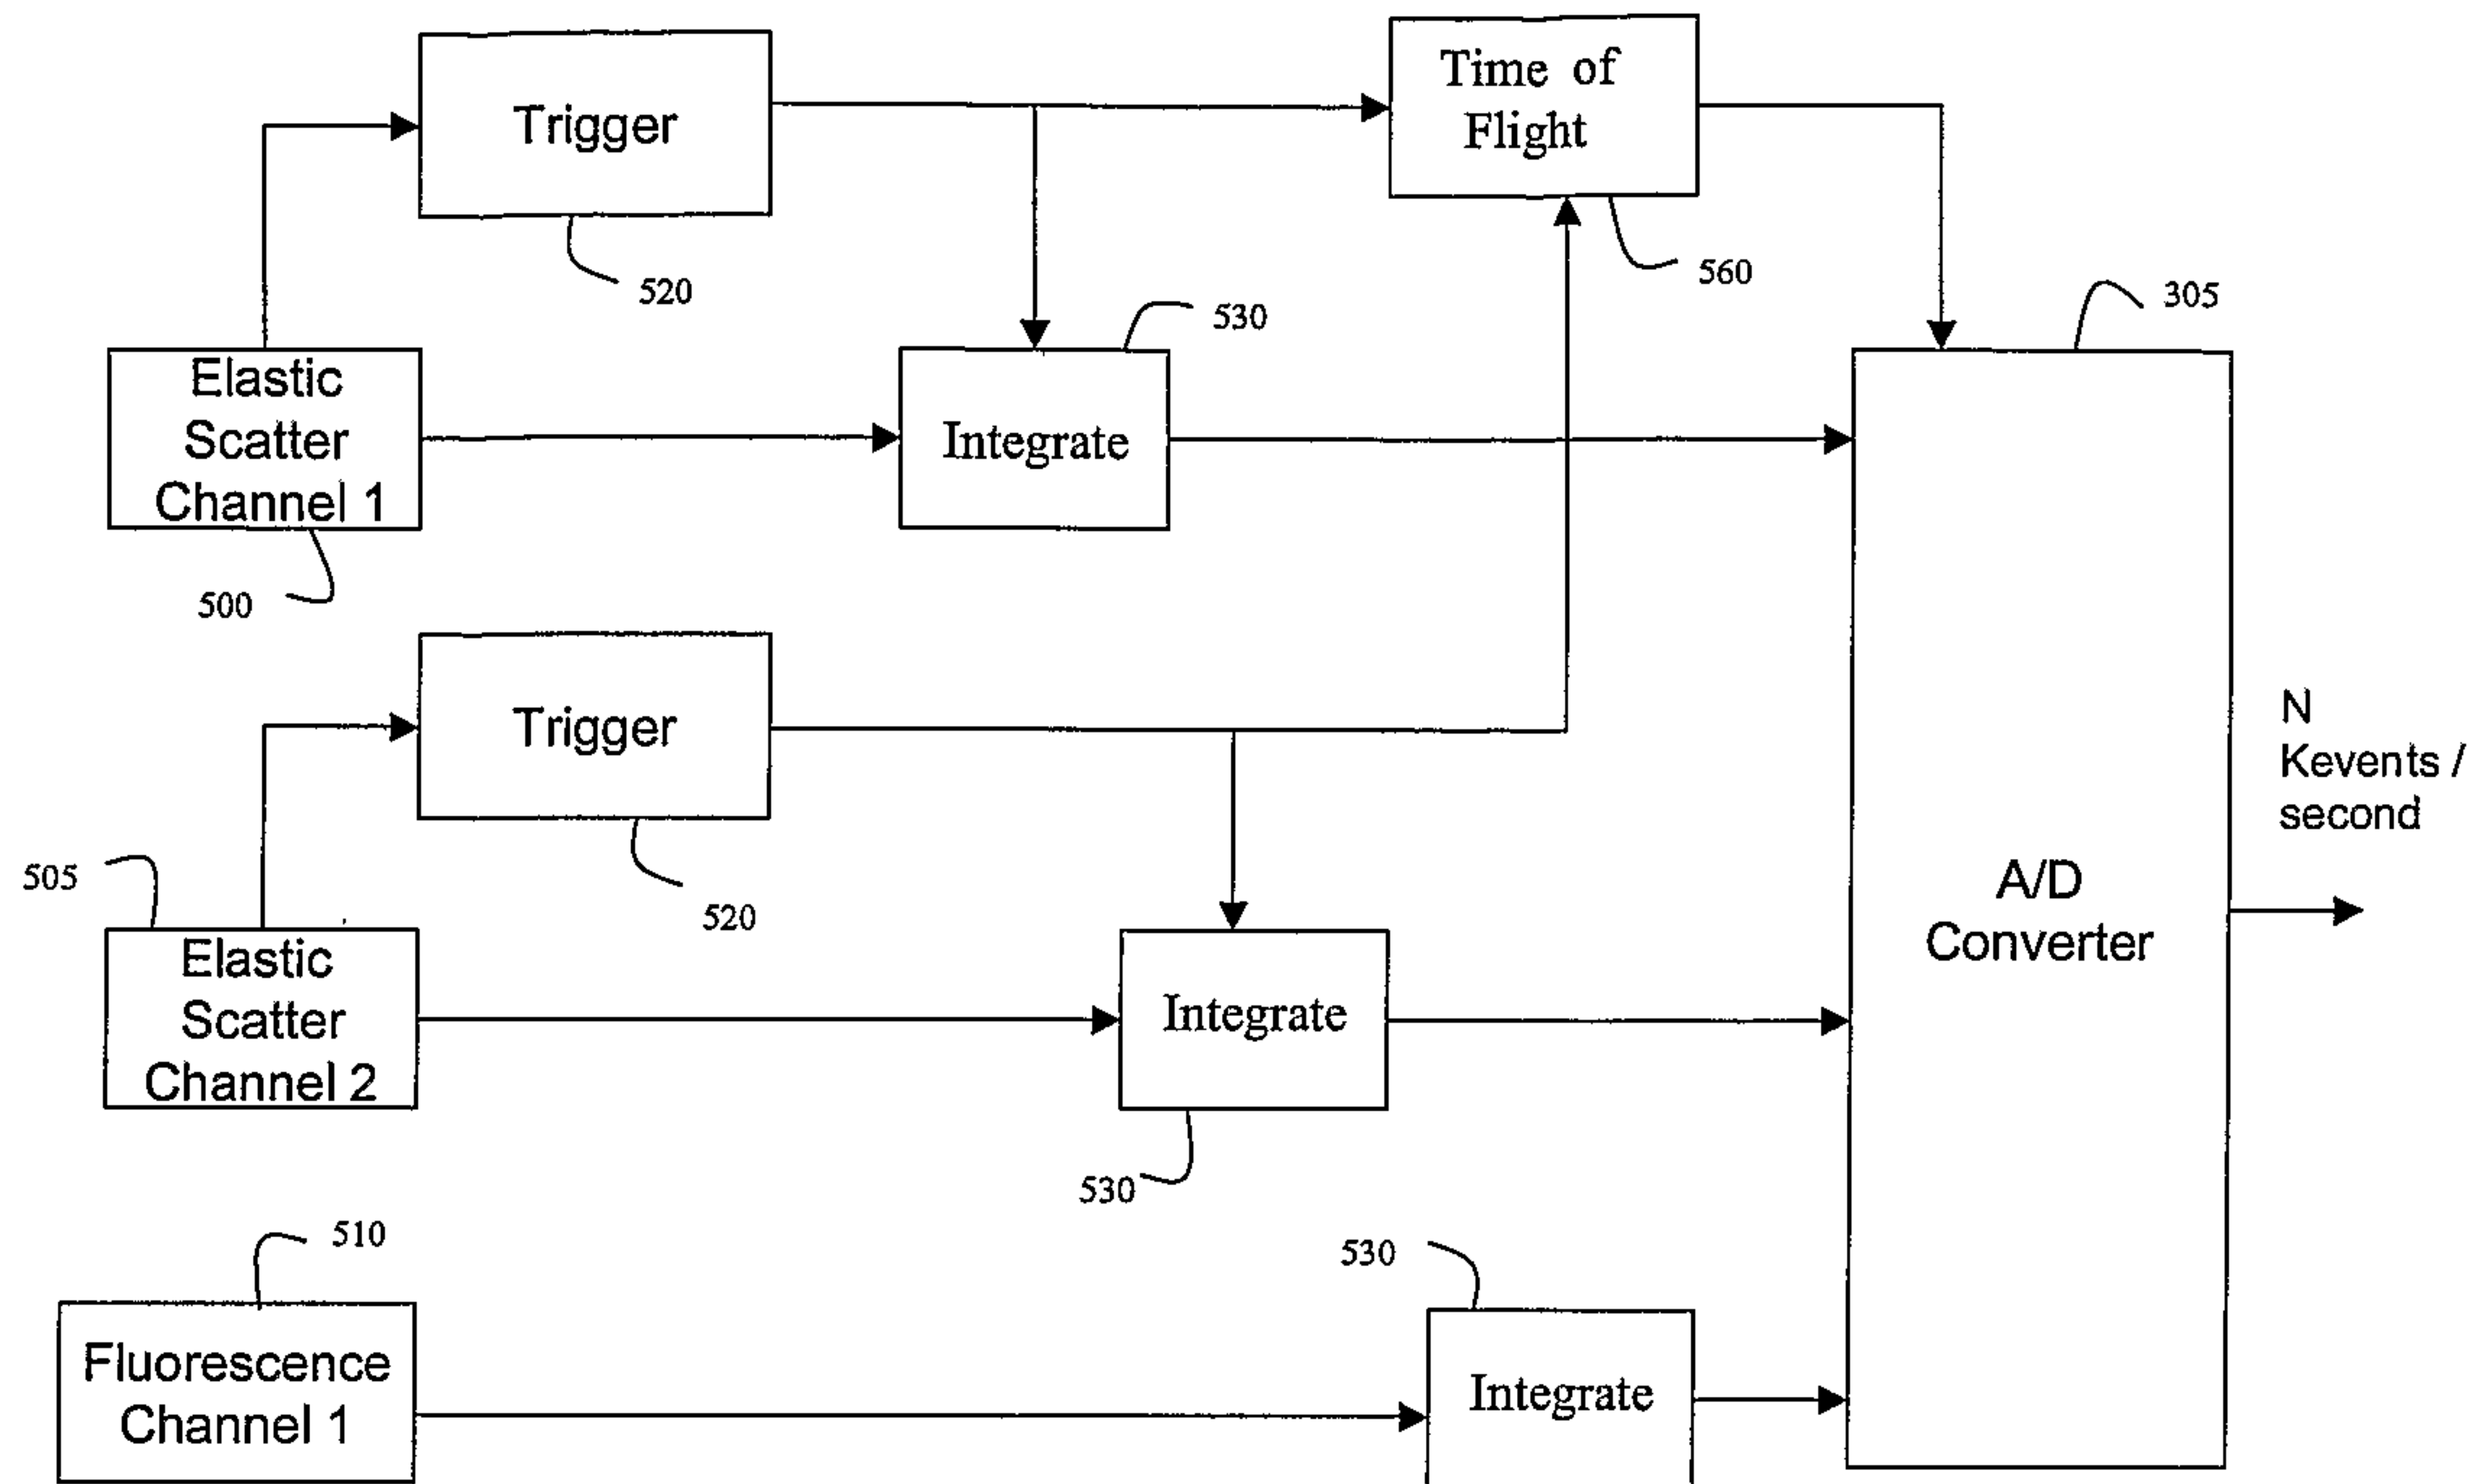 Time of
Flight
Trigger
560
520
305
530
Elastic
Scatter
Channel 1
Integrate
500
Trigger
N
Kevents /
second
505
520
A/D
Converter
Elastic
Scatter
Channel 2
Integrate
530
510
530
Fluorescence
Channel 1
Integrate